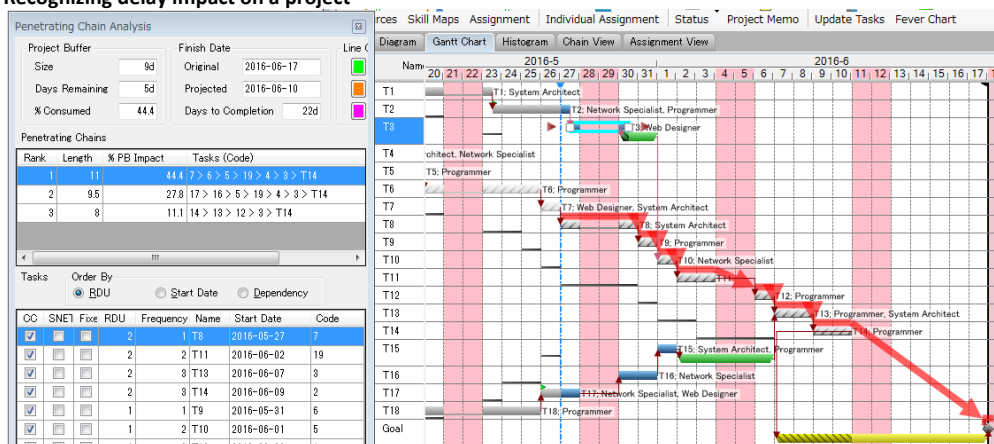 Recognizing delay impact on a project
Penetrating Chain Analysis
Project Buffer
Size 9d
Days Remaining 5d
% Consumed 44.4
Finish Date
Original 2016-06-17
Projected 2016-06-10
Days to Completion 22d
Line
Penetrating Chains
Rank Length % PB Impact Tasks (Code)
1 11 44.4 7 > 6 > 5 > 19 > 4 > 3 > T14
2 9.5 27.8 17 > 16 > 5 > 19 > 4 > 3 > T14
3 8 11.1 14 > 13 > 12 > 3 > T14
Tasks Order By
RDU Start Date Dependency
CC SNET Fixe RDU Frequency Name Start Date Code
2 1 T8 2016-05-27 7
2 2 T11 2016-06-02 19
2 3 T13 2016-06-07 3
2 3 T14 2016-06-09 2
1 1 T9 2016-05-31 6
1 2 T10 2016-06-01 5
rces Skill Maps Assignment Individual Assignment Status Project Memo Update Tasks Fever Chart
Diagram Gantt Chart Histogram Chain View Assignment View
Nam 2016-5 2016-6
20 21 22 23 24 25 26 27 28 29 30 31 1 2 3 4 5 6 7 8 9 10 11 12 13 14 15 16 17
T1 T1; System Architect
T2 T2; Network Specialist, Programmer
T3 T3; Web Designer
T4 chitect, Network Specialist
T5 T5; Programmer
T6 T6; Programmer
T7 T7; Web Designer, System Architect
T8 T8; System Architect
T9 T9; Programmer
T10 T10; Network Specialist
T11 T11;
T12 T12; Programmer
T13 T13; Programmer, System Architect
T14 T14; Programmer
T15 T15; System Architect, Programmer
T16 T16; Network Specialist
T17 T17; Network Specialist, Web Designer
T18 T18; Programmer
Goal